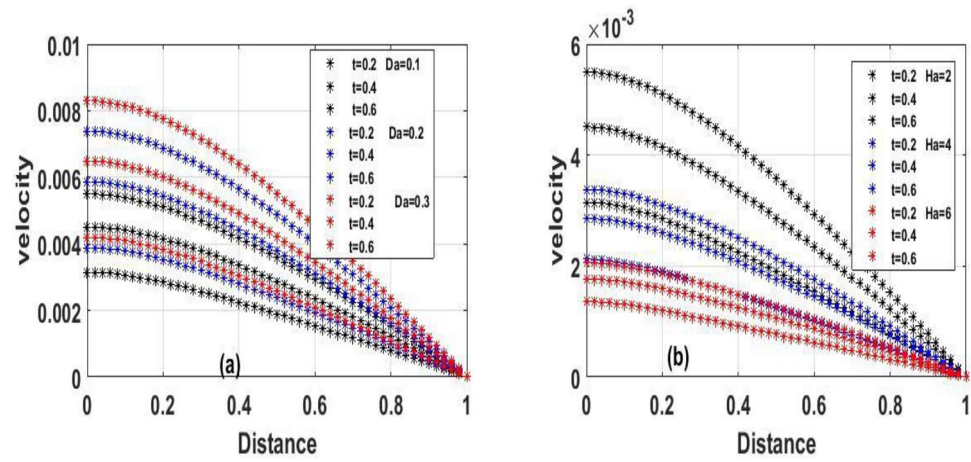 0.01
0.008
0.006
0.004
0.002
0
velocity
t=0.2 Da=0.1
t=0.4
t=0.6
t=0.2 Da=0.2
t=0.4
t=0.6
t=0.2 Da=0.3
t=0.4
t=0.6
(a)
0 0.2 0.4 0.6 0.8 1
Distance
×10-3
6
4
2
0
velocity
t=0.2 Ha=2
t=0.4
t=0.6
t=0.2 Ha=4
t=0.4
t=0.6
t=0.2 Ha=6
t=0.4
t=0.6
(b)
0 0.2 0.4 0.6 0.8 1
Distance